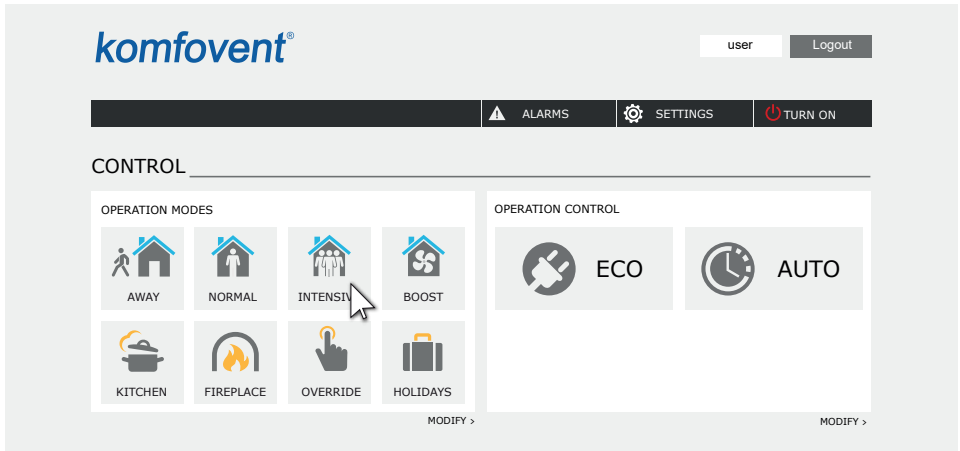 komfovent®
user Logout
ALARMS SETTINGS TURN ON
CONTROL
OPERATION MODES
AWAY NORMAL BOOST
KITCHEN FIREPLACE OVERRIDE HOLIDAYS
MODIFY >
OPERATION CONTROL
ECO AUTO
MODIFY >